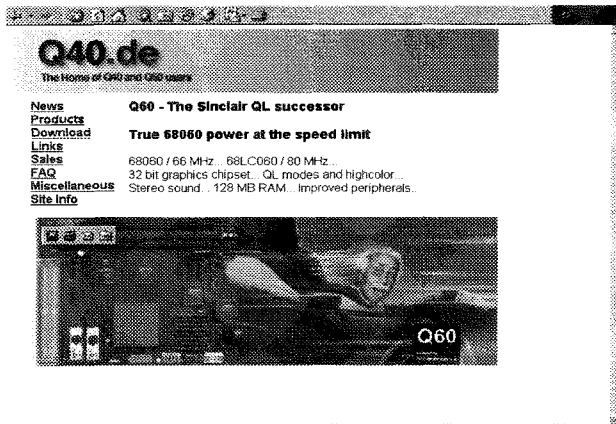 Q40.de
The Home of Q40 and Q60 users
News
Products
Download
Links
Sales
FAQ
Miscellaneous
Site Info
Q60 - The Sinclair QL successor
True 68060 power at the speed limit
68060 / 66 MHz... 68LC060 / 80 MHz...
32 bit graphics chipset... QL modes and highcolor...
Stereo sound... 128 MB RAM... Improved peripherals...
Q60